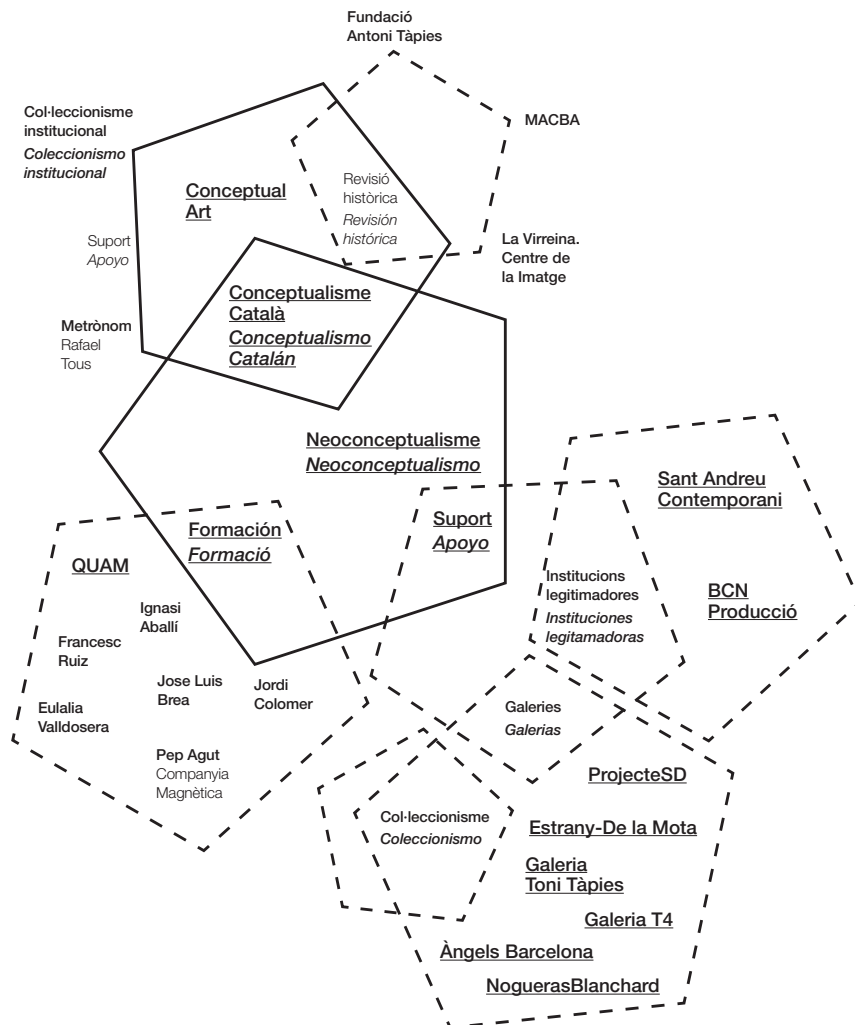 Fundació
Antoni Tàpies
Col·leccionisme
institucional
Coleccionismo
institucional
MACBA
Conceptual
Art
Revisió
històrica
Revisión
histórica
Suport
Apoyo
La Virreina.
Centre de
la Imatge
Conceptualisme
Català
Conceptualismo
Catalán
Metrònom
Rafael
Tous
Neoconceptualisme
Neoconceptualismo
Sant Andreu
Contemporani
Suport
Apoyo
Formación
Formació
QUAM
Institucions
legitimadores
Instituciones
legitamadoras
BCN
Producció
Ignasi
Aballí
Francesc
Ruiz
Jose Luis
Brea
Jordi
Colomer
Eulalia
Valldosera
Galeries
Galerias
Pep Agut
Companyia
Magnètica
ProjecteSD
Col·leccionisme
Coleccionismo
Estrany-De la Mota
Galeria
Toni Tàpies
Galeria T4
Àngels Barcelona
NoguerasBlanchard